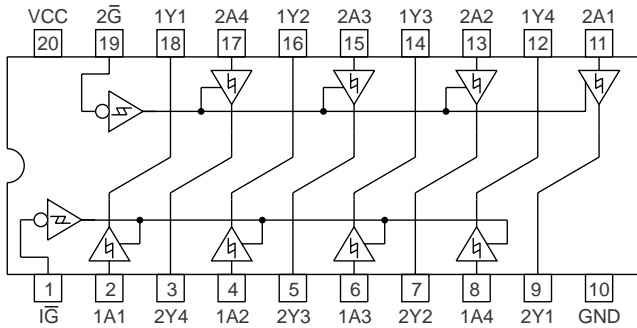 VCC 2G̅ 1Y1 2A4 1Y2 2A3 1Y3 2A2 1Y4 2A1
20 19 18 17 16 15 14 13 12 11
1 2 3 4 5 6 7 8 9 10
IG̅ 1A1 2Y4 1A2 2Y3 1A3 2Y2 1A4 2Y1 GND